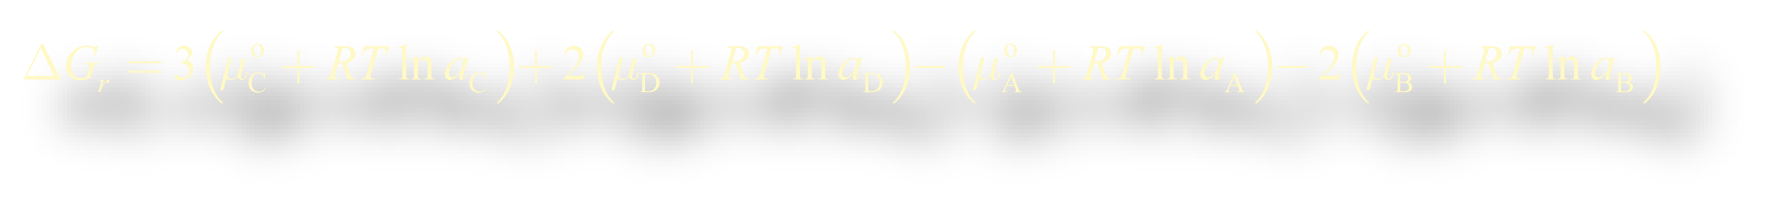 ΔG_r = 3(μ°_C + RT ln a_C) + 2(μ°_D + RT ln a_D) − (μ°_A + RT ln a_A) − 2(μ°_B + RT ln a_B)